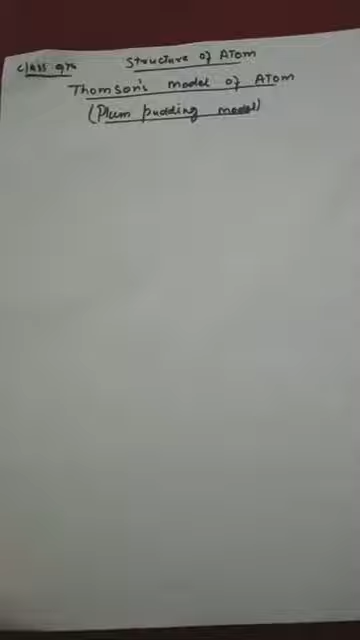 class 9th Structure of ATom
Thomson's model of ATom
(Plum pudding model)